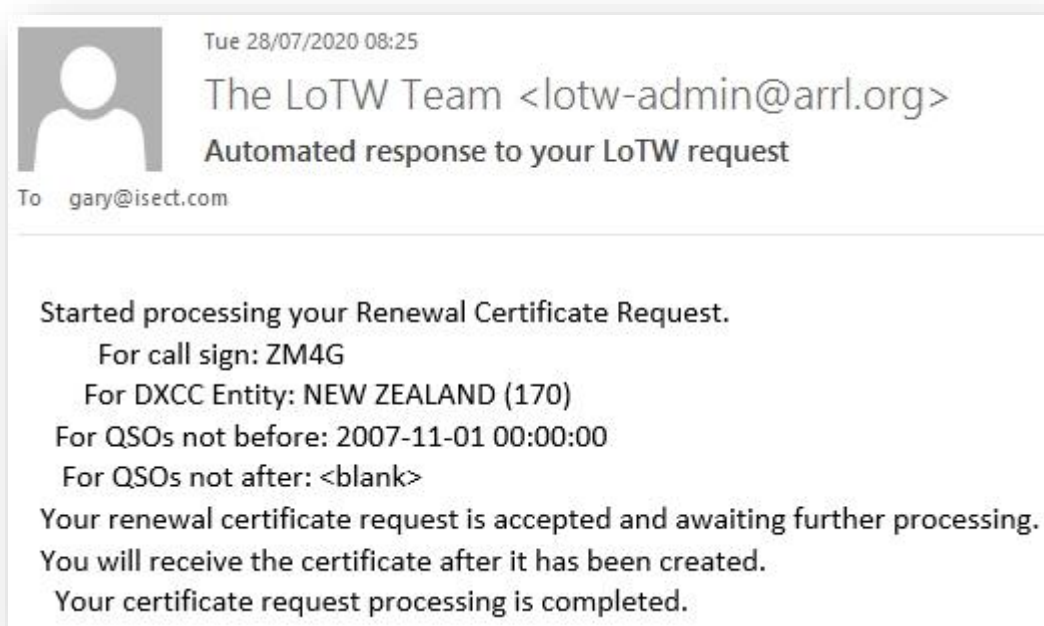 Tue 28/07/2020 08:25
The LoTW Team <lotw-admin@arrl.org>
Automated response to your LoTW request
To gary@isect.com
Started processing your Renewal Certificate Request.
For call sign: ZM4G
For DXCC Entity: NEW ZEALAND (170)
For QSOs not before: 2007-11-01 00:00:00
For QSOs not after: <blank>
Your renewal certificate request is accepted and awaiting further processing.
You will receive the certificate after it has been created.
Your certificate request processing is completed.